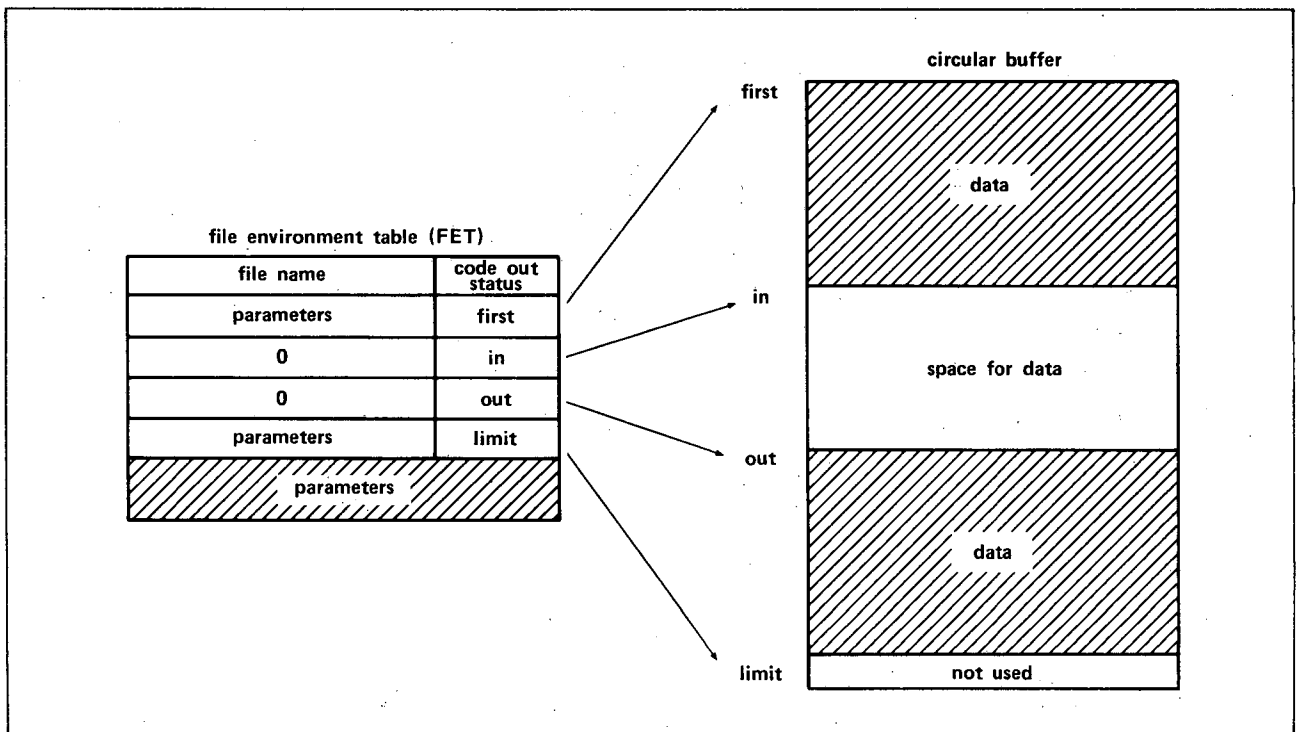 circular buffer
first
data
file environment table (FET)
file name code out status
in
parameters first
0 in
space for data
0 out
parameters limit
out
parameters
data
limit
not used